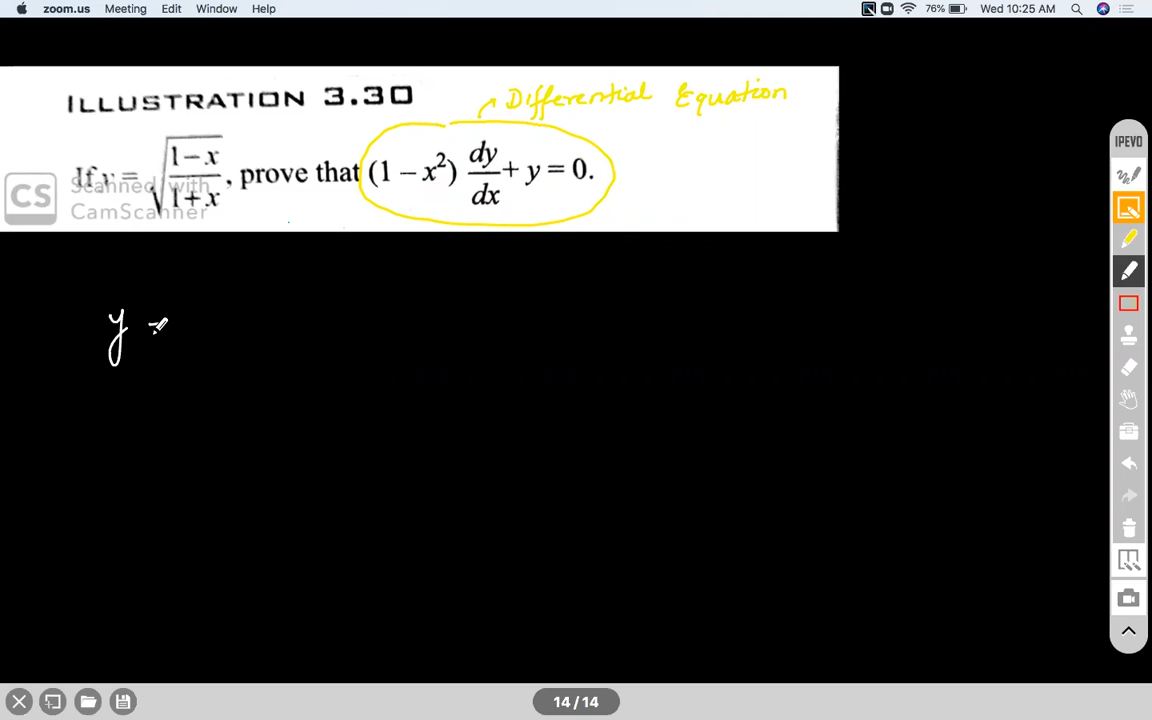 zoom.us Meeting Edit Window Help 76% Wed 10:25 AM
ILLUSTRATION 3.30
Differential Equation
If y = √((1−x)/(1+x)), prove that (1 − x²) dy/dx + y = 0.
CS Scanned with
CamScanner
IPEVO
y =
14 / 14